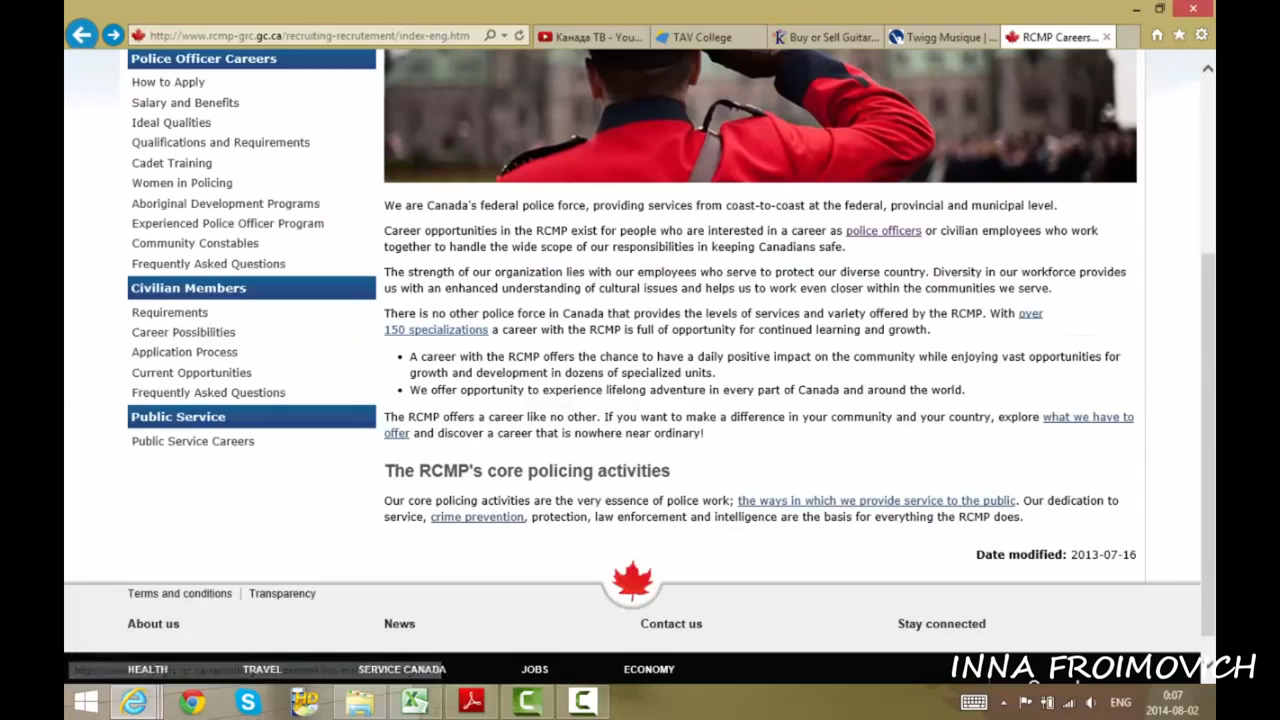 http://www.rcmp-grc.gc.ca/recruiting-recrutement/index-eng.htm
Канада ТВ - You...
TAV College
Buy or Sell Guitar...
Twigg Musique | ...
RCMP Careers...
Police Officer Careers
How to Apply
Salary and Benefits
Ideal Qualities
Qualifications and Requirements
Cadet Training
Women in Policing
Aboriginal Development Programs
Experienced Police Officer Program
Community Constables
Frequently Asked Questions
Civilian Members
Requirements
Career Possibilities
Application Process
Current Opportunities
Frequently Asked Questions
Public Service
Public Service Careers
We are Canada's federal police force, providing services from coast-to-coast at the federal, provincial and municipal level.
Career opportunities in the RCMP exist for people who are interested in a career as police officers or civilian employees who work
together to handle the wide scope of our responsibilities in keeping Canadians safe.
The strength of our organization lies with our employees who serve to protect our diverse country. Diversity in our workforce provides
us with an enhanced understanding of cultural issues and helps us to work even closer within the communities we serve.
There is no other police force in Canada that provides the levels of services and variety offered by the RCMP. With over
150 specializations a career with the RCMP is full of opportunity for continued learning and growth.
• A career with the RCMP offers the chance to have a daily positive impact on the community while enjoying vast opportunities for
growth and development in dozens of specialized units.
• We offer opportunity to experience lifelong adventure in every part of Canada and around the world.
The RCMP offers a career like no other. If you want to make a difference in your community and your country, explore what we have to
offer and discover a career that is nowhere near ordinary!
The RCMP's core policing activities
Our core policing activities are the very essence of police work; the ways in which we provide service to the public. Our dedication to
service, crime prevention, protection, law enforcement and intelligence are the basis for everything the RCMP does.
Date modified: 2013-07-16
Terms and conditions | Transparency
About us
News
Contact us
Stay connected
HEALTH
TRAVEL
SERVICE CANADA
JOBS
ECONOMY
INNA FROIMOVICH
ENG
0:07
2014-08-02